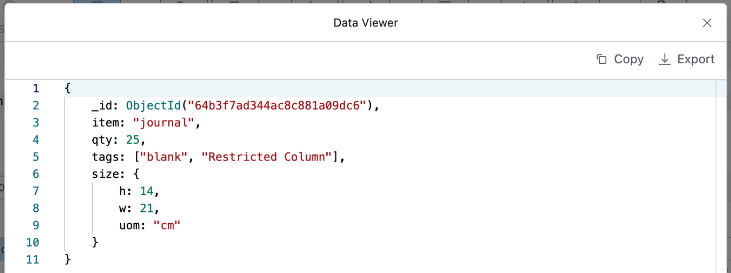 Data Viewer
Copy Export
1 {
2 _id: ObjectId("64b3f7ad344ac8c881a09dc6"),
3 item: "journal",
4 qty: 25,
5 tags: ["blank", "Restricted Column"],
6 size: {
7 h: 14,
8 w: 21,
9 uom: "cm"
10 }
11 }